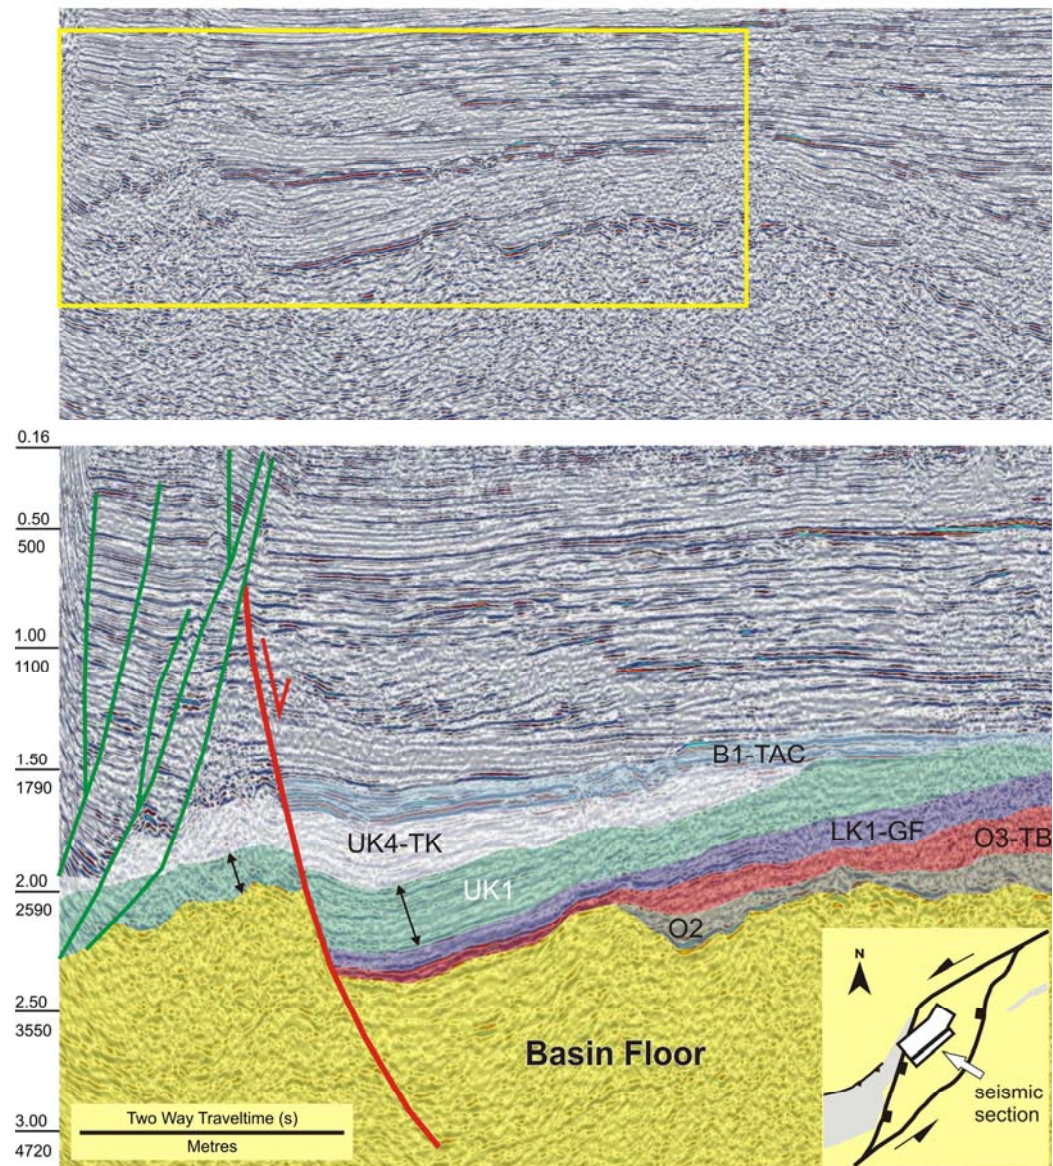 0.16
0.50
500
1.00
1100
1.50
1790
2.00
2590
2.50
3550
3.00
4720
B1-TAC
UK4-TK
LK1-GF
O3-TB
UK1
O2
Basin Floor
Two Way Traveltime (s)
Metres
N
seismic
section